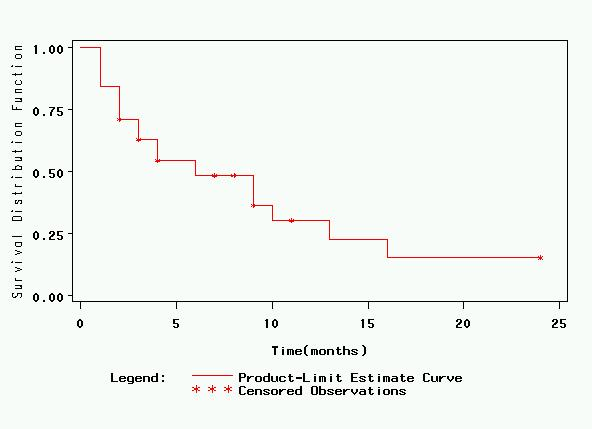 Survival Distribution Function
1.00
0.75
0.50
0.25
0.00
0 5 10 15 20 25
Time(months)
Legend: Product-Limit Estimate Curve
* * * Censored Observations